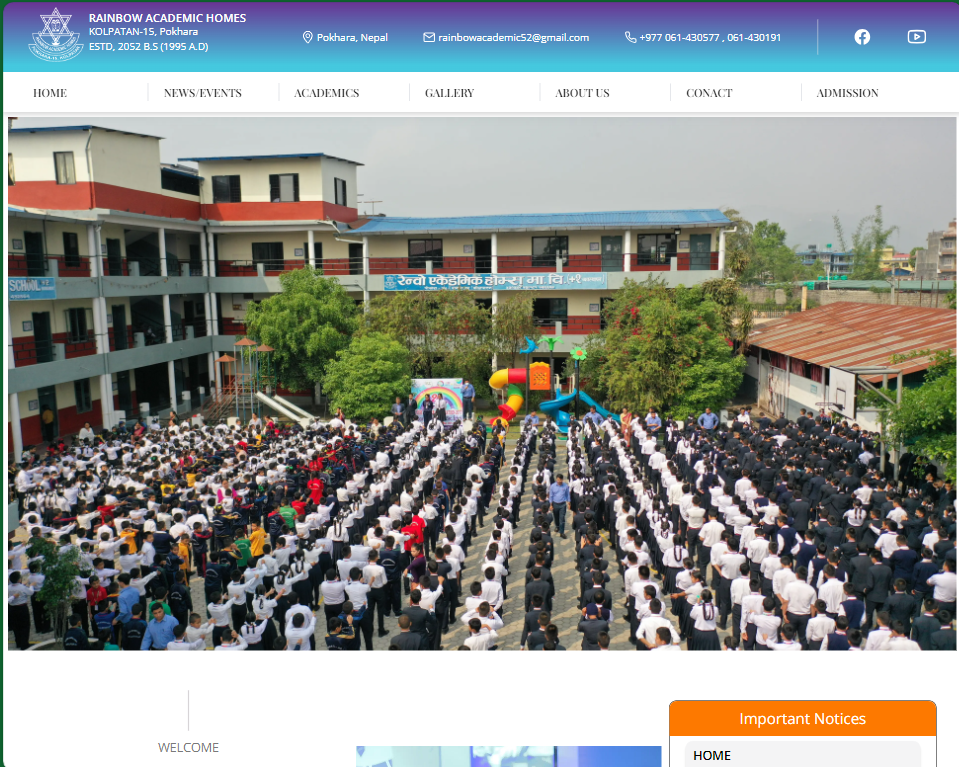 RAINBOW ACADEMIC HOMES
KOLPATAN-15, Pokhara
ESTD, 2052 B.S (1995 A.D)
Pokhara, Nepal
rainbowacademic52@gmail.com
+977 061-430577 , 061-430191
HOME
NEWS/EVENTS
ACADEMICS
GALLERY
ABOUT US
CONACT
ADMISSION
SCHOOL +2
रेन्वो एकेडेमिक होम्स मा.वि. (+२
WELCOME
Important Notices
HOME